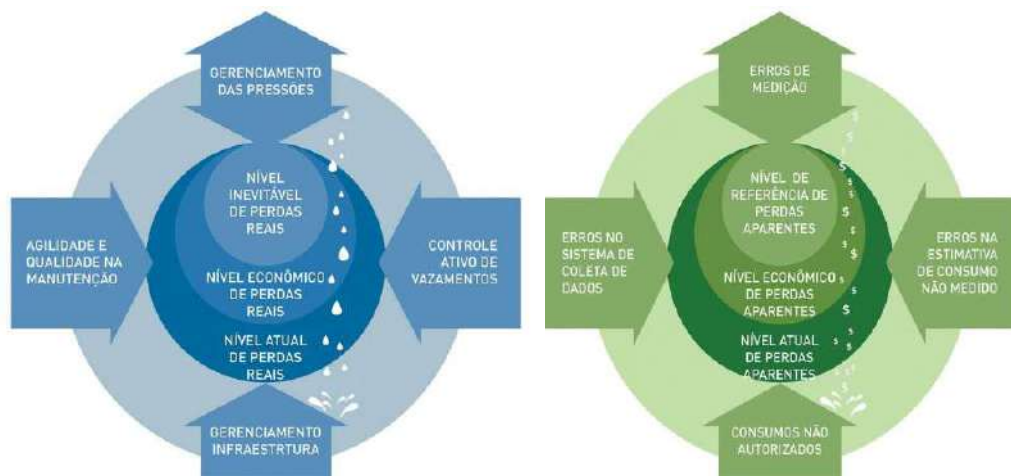 GERENCIAMENTO
DAS PRESSÕES
NÍVEL
INEVITÁVEL
DE PERDAS
REAIS
AGILIDADE E
QUALIDADE NA
MANUTENÇÃO
CONTROLE
ATIVO DE
VAZAMENTOS
NÍVEL ECONÔMICO
DE PERDAS
REAIS
NÍVEL ATUAL
DE PERDAS
REAIS
GERENCIAMENTO
INFRAESTRTURA
ERROS DE
MEDIÇÃO
NÍVEL DE
REFERÊNCIA DE
PERDAS
APARENTES
ERROS NO
SISTEMA DE
COLETA DE
DADOS
ERROS NA
ESTIMATIVA
DE CONSUMO
NÃO MEDIDO
NÍVEL ECONÔMICO
DE PERDAS
APARENTES
NÍVEL ATUAL
DE PERDAS
APARENTES
CONSUMOS NÃO
AUTORIZADOS